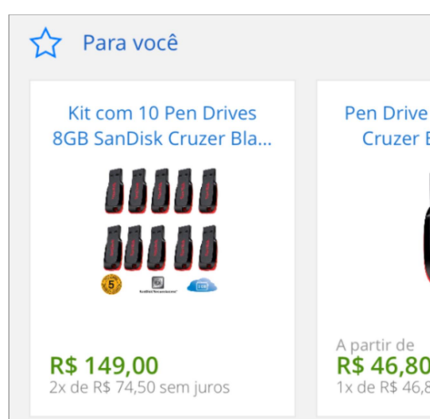 Para você
Kit com 10 Pen Drives
8GB SanDisk Cruzer Bla...
5
R$ 149,00
2x de R$ 74,50 sem juros
Pen Drive
Cruzer
A partir de
R$ 46,80
1x de R$ 46,8